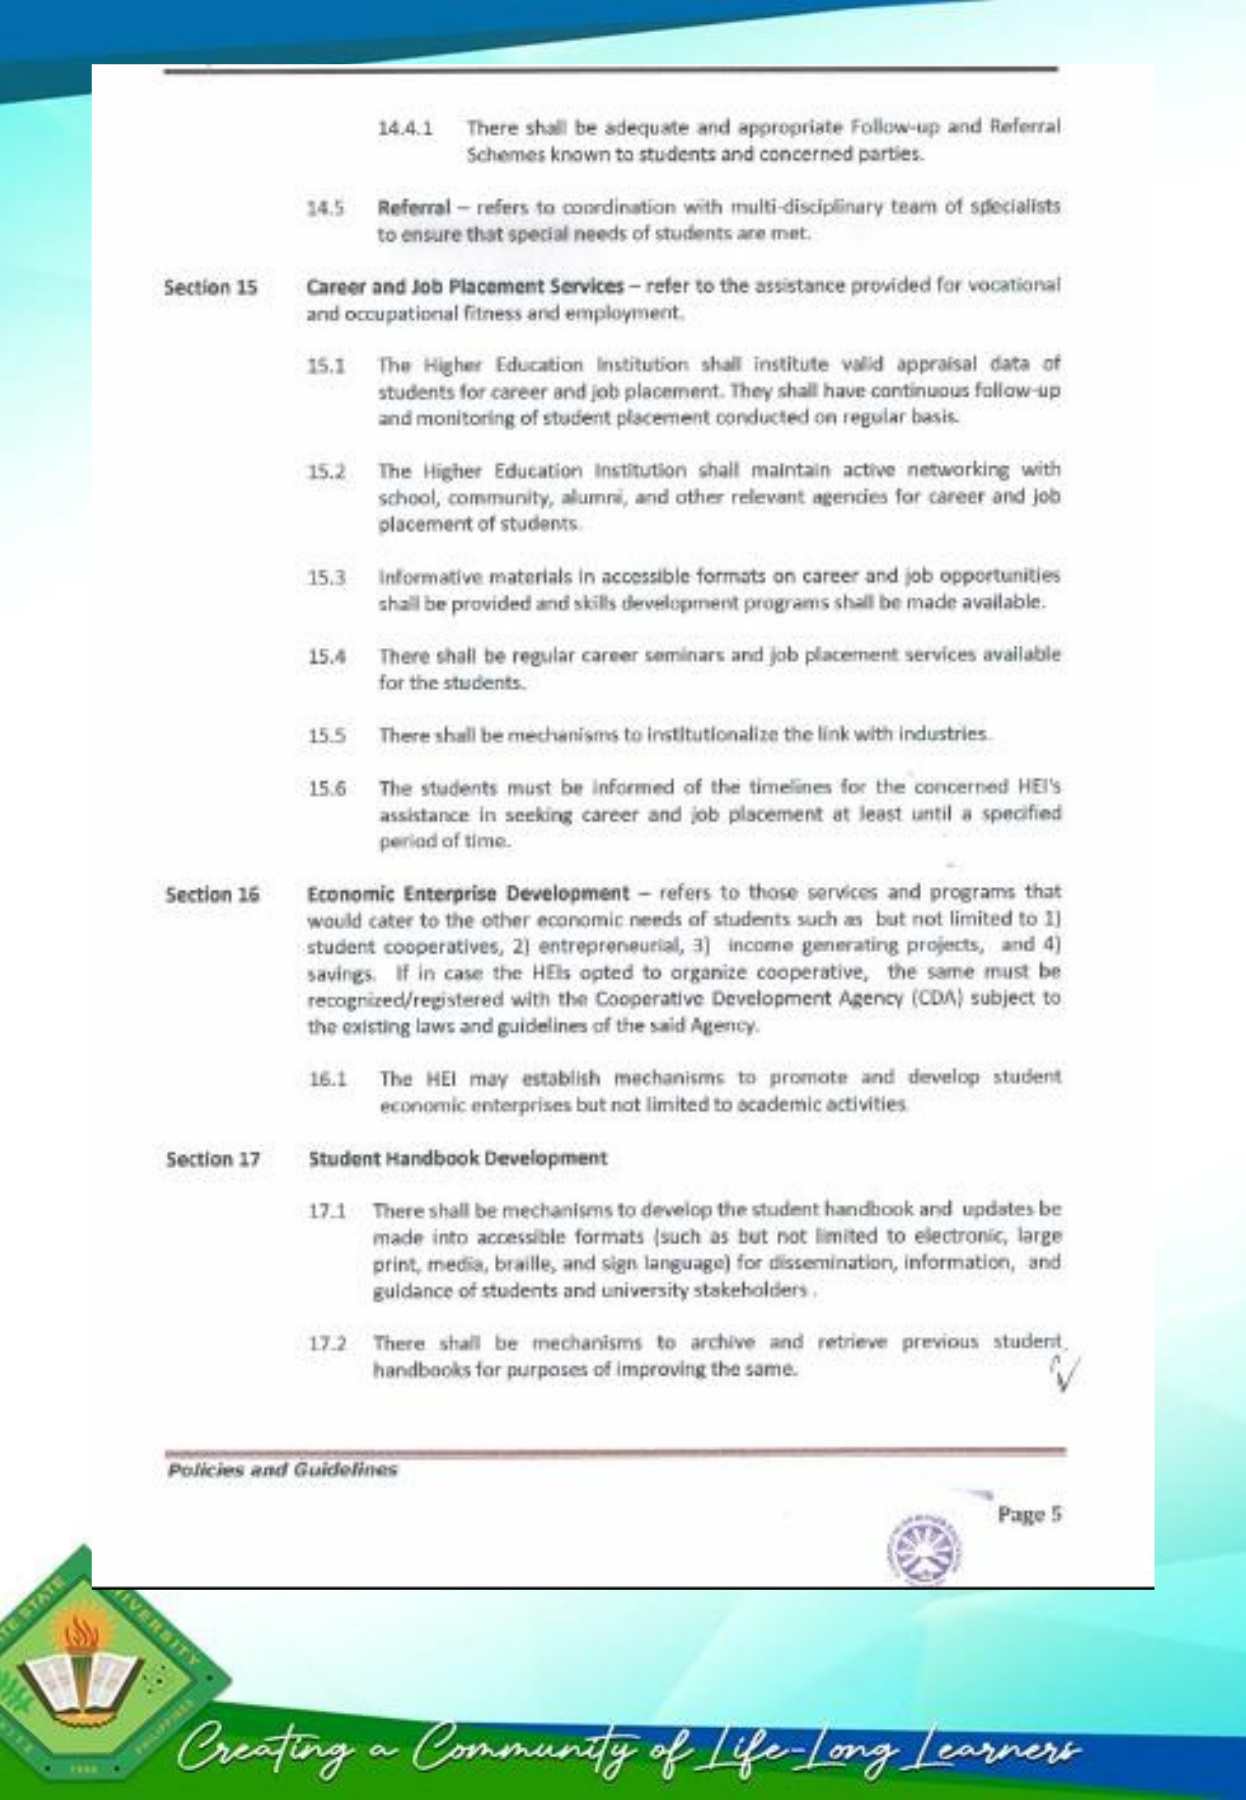 14.4.1 There shall be adequate and appropriate Follow-up and Referral
Schemes known to students and concerned parties.
14.5 Referral – refers to coordination with multi-disciplinary team of specialists
to ensure that special needs of students are met.
Section 15 Career and Job Placement Services – refer to the assistance provided for vocational
and occupational fitness and employment.
15.1 The Higher Education Institution shall institute valid appraisal data of
students for career and job placement. They shall have continuous follow-up
and monitoring of student placement conducted on regular basis.
15.2 The Higher Education Institution shall maintain active networking with
school, community, alumni, and other relevant agencies for career and job
placement of students.
15.3 Informative materials in accessible formats on career and job opportunities
shall be provided and skills development programs shall be made available.
15.4 There shall be regular career seminars and job placement services available
for the students.
15.5 There shall be mechanisms to institutionalize the link with industries.
15.6 The students must be informed of the timelines for the concerned HEI's
assistance in seeking career and job placement at least until a specified
period of time.
Section 16 Economic Enterprise Development – refers to those services and programs that
would cater to the other economic needs of students such as but not limited to 1)
student cooperatives, 2) entrepreneurial, 3) income generating projects, and 4)
savings. If in case the HEIs opted to organize cooperative, the same must be
recognized/registered with the Cooperative Development Agency (CDA) subject to
the existing laws and guidelines of the said Agency.
16.1 The HEI may establish mechanisms to promote and develop student
economic enterprises but not limited to academic activities.
Section 17 Student Handbook Development
17.1 There shall be mechanisms to develop the student handbook and updates be
made into accessible formats (such as but not limited to electronic, large
print, media, braille, and sign language) for dissemination, information, and
guidance of students and university stakeholders .
17.2 There shall be mechanisms to archive and retrieve previous student
handbooks for purposes of improving the same.
Policies and Guidelines
Page 5
STATE UNIVERSITY
PHILIPPINES
Creating a Community of Life-Long Learners